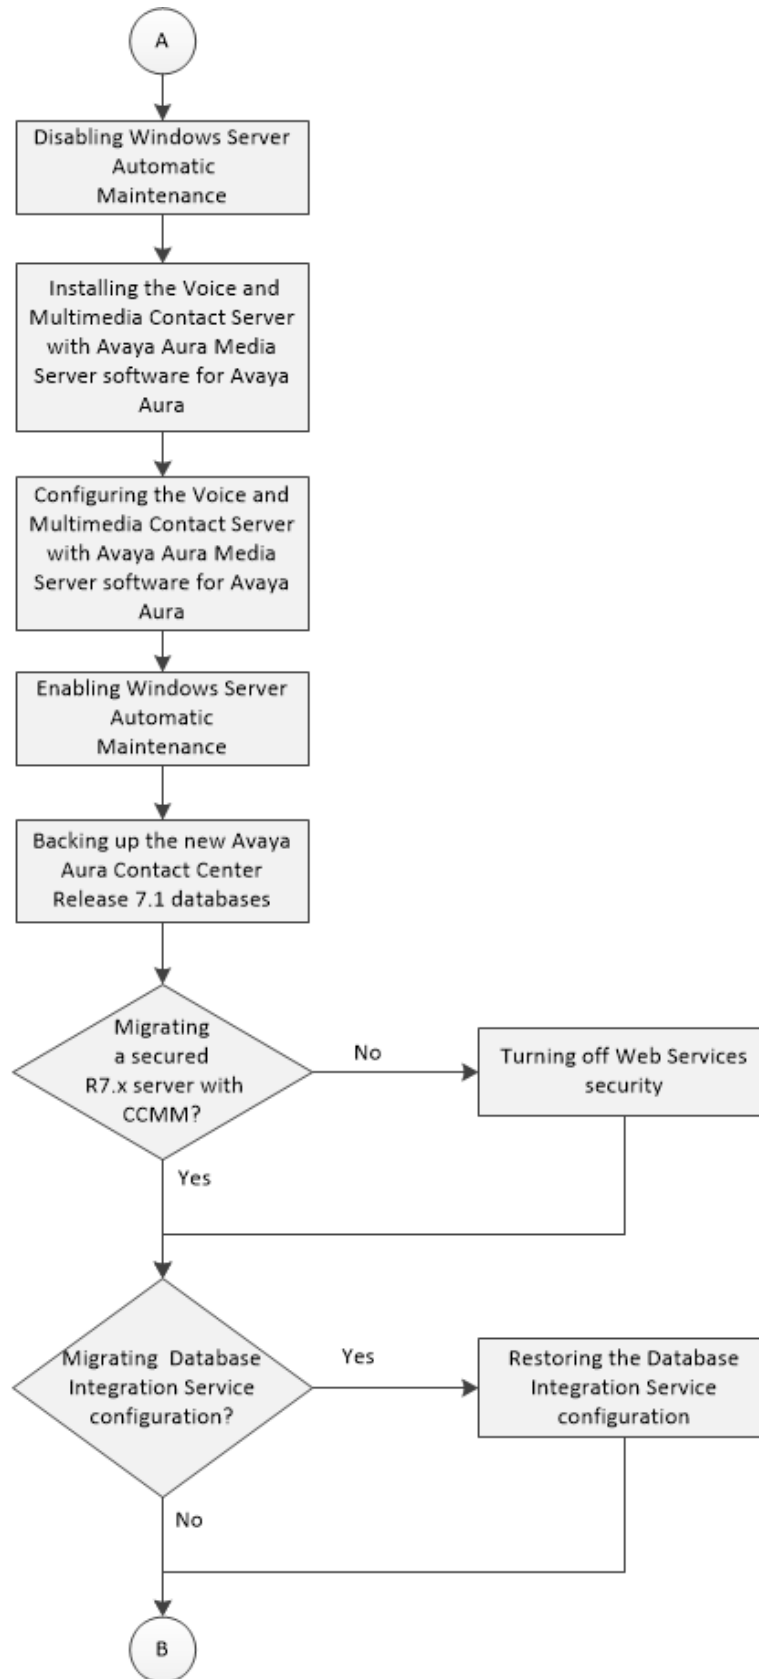 A
Disabling Windows Server
Automatic
Maintenance
Installing the Voice and
Multimedia Contact Server
with Avaya Aura Media
Server software for Avaya
Aura
Configuring the Voice and
Multimedia Contact Server
with Avaya Aura Media
Server software for Avaya
Aura
Enabling Windows Server
Automatic
Maintenance
Backing up the new Avaya
Aura Contact Center
Release 7.1 databases
Migrating
a secured
R7.x server with
CCMM?
No
Turning off Web Services
security
Yes
Migrating Database
Integration Service
configuration?
Yes
Restoring the Database
Integration Service
configuration
No
B